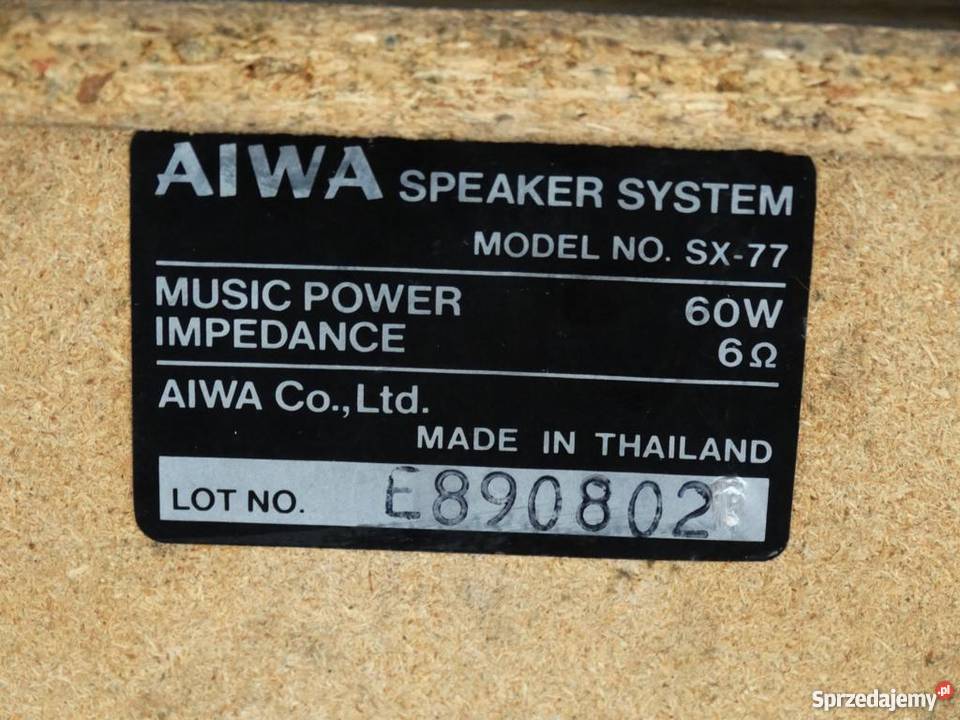 AIWA SPEAKER SYSTEM
MODEL NO. SX-77
MUSIC POWER 60W
IMPEDANCE 6Ω
AIWA Co.,Ltd.
MADE IN THAILAND
LOT NO. E890802
Sprzedajemy.pl